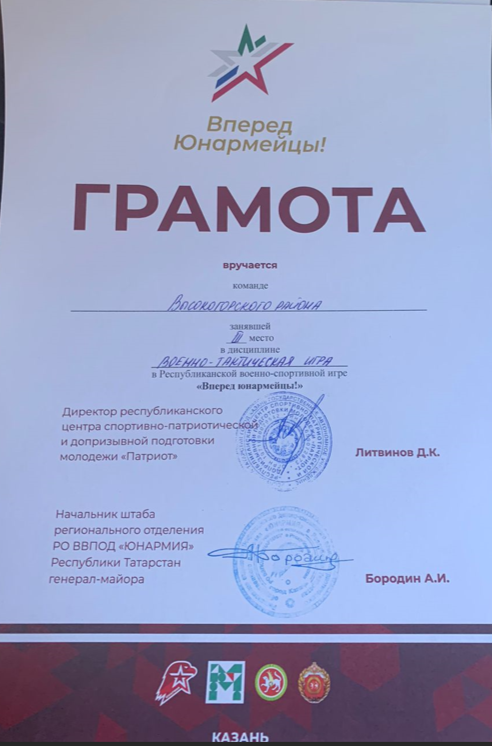 Вперед
Юнармейцы!
ГРАМОТА
вручается
команде
Высокогорского района
занявшей
III место
в дисциплине
Военно-тактическая игра
в Республиканской военно-спортивной игре
«Вперед юнармейцы!»
Директор республиканского
центра спортивно-патриотической
и допризывной подготовки
молодежи «Патриот»
Литвинов Д.К.
Начальник штаба
регионального отделения
РО ВВПОД «ЮНАРМИЯ»
Республики Татарстан
генерал-майора
Бородин А.И.
КАЗАНЬ